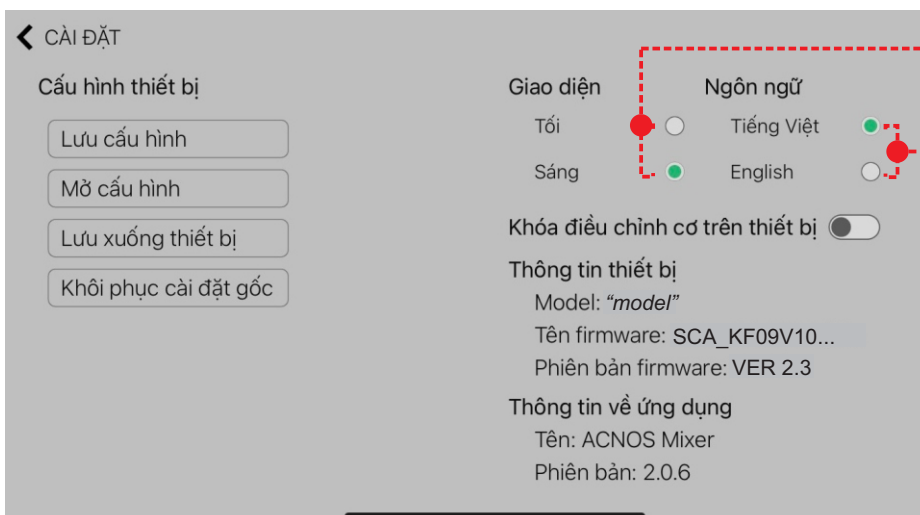 CÀI ĐẶT
Cấu hình thiết bị
Lưu cấu hình
Mở cấu hình
Lưu xuống thiết bị
Khôi phục cài đặt gốc
Giao diện
Tối
Sáng
Ngôn ngữ
Tiếng Việt
English
Khóa điều chỉnh cơ trên thiết bị
Thông tin thiết bị
Model: “model”
Tên firmware: SCA_KF09V10...
Phiên bản firmware: VER 2.3
Thông tin về ứng dụng
Tên: ACNOS Mixer
Phiên bản: 2.0.6